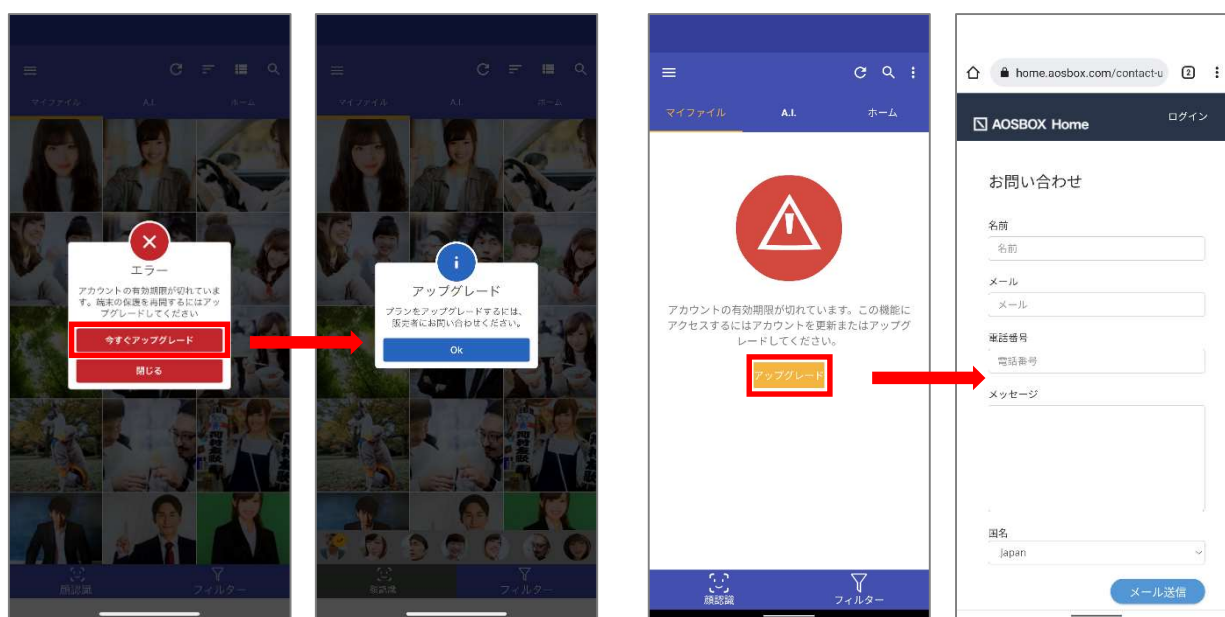 マイファイル
A.I.
ホーム
エラー
アカウントの有効期限が切れていま
す。端末の保護を再開するにはアッ
プグレードしてください
今すぐアップグレード
閉じる
顔認識
フィルター
マイファイル
A.I.
ホーム
アップグレード
プランをアップグレードするには、
販売者にお問い合わせください。
Ok
顔認識
フィルター
マイファイル
A.I.
ホーム
アカウントの有効期限が切れています。この機能に
アクセスするにはアカウントを更新またはアップグ
レードしてください。
アップグレード
顔認識
フィルター
home.aosbox.com/contact-u
2
AOSBOX Home
ログイン
お問い合わせ
名前
名前
メール
メール
電話番号
電話番号
メッセージ
国名
Japan
メール送信